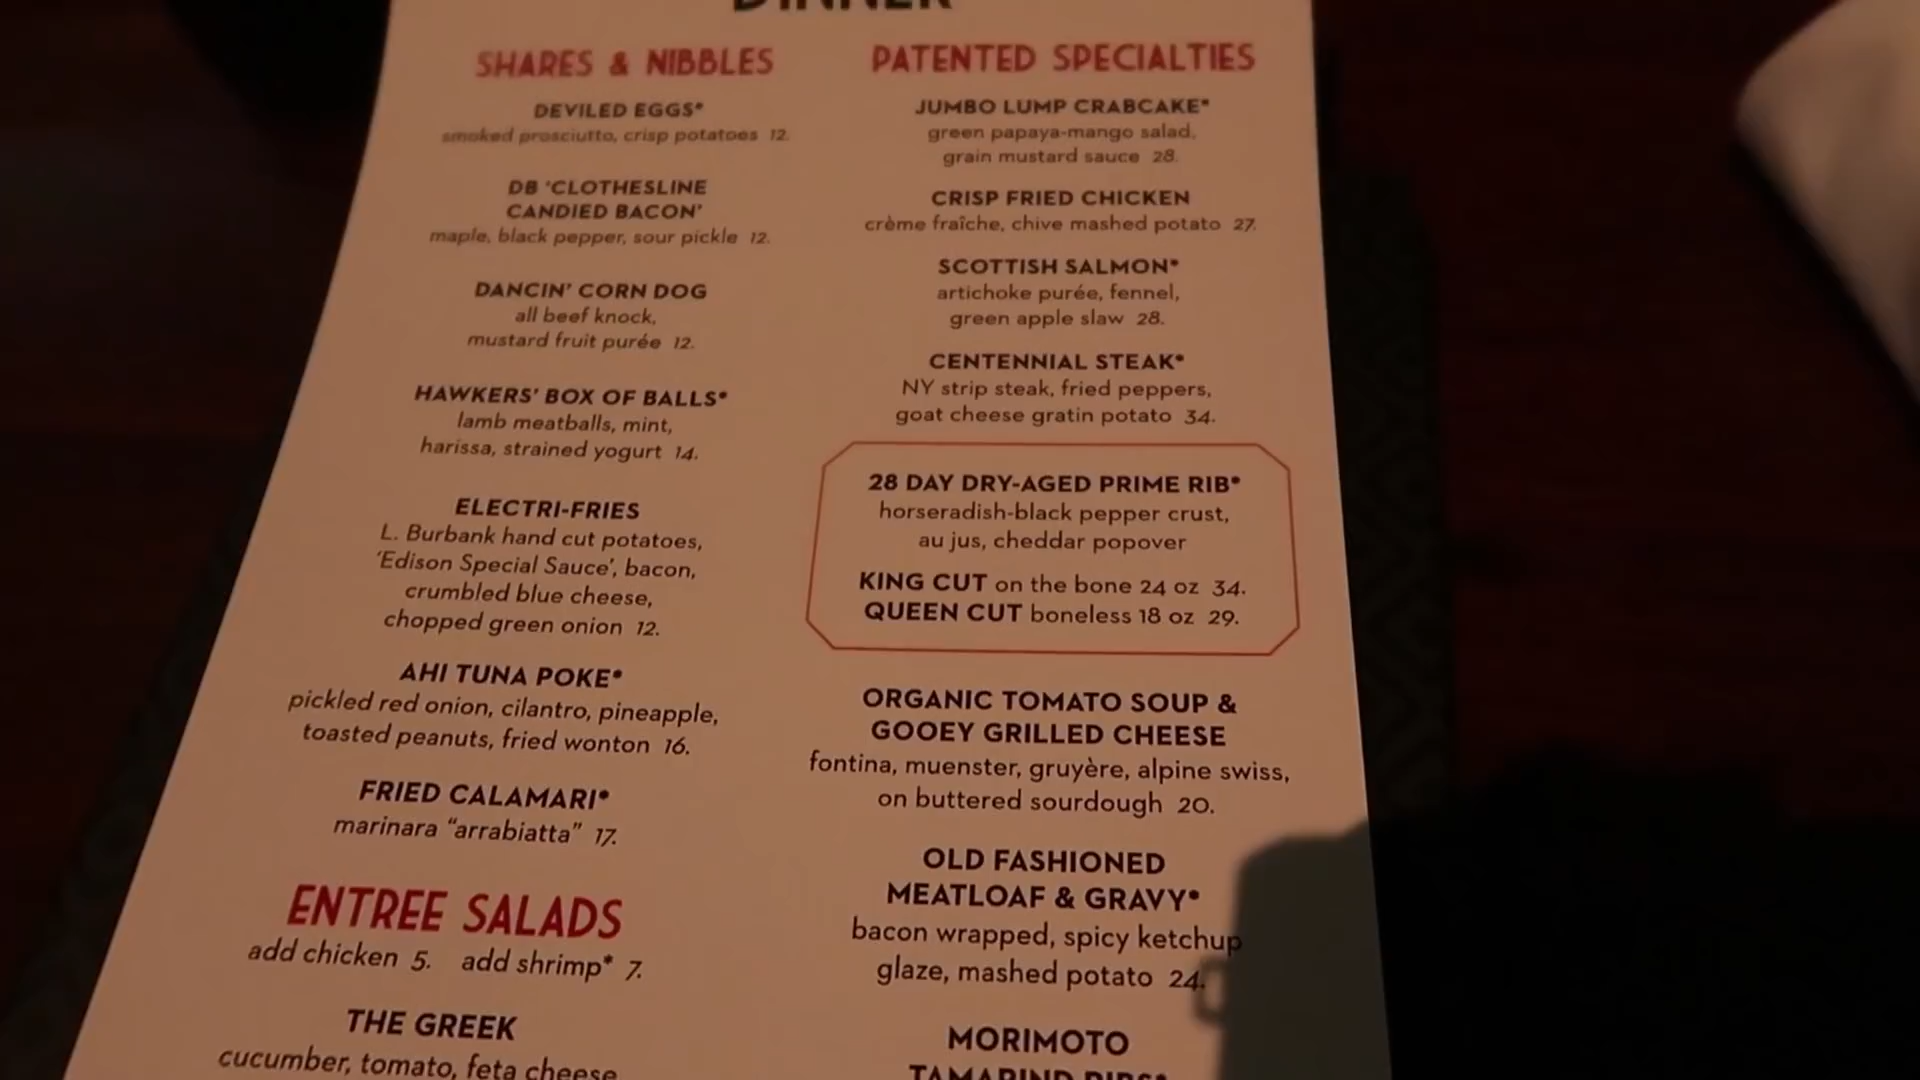 DINNER
SHARES & NIBBLES
DEVILED EGGS*
smoked prosciutto, crisp potatoes 12.
DB 'CLOTHESLINE
CANDIED BACON'
maple, black pepper, sour pickle 12.
DANCIN' CORN DOG
all beef knock,
mustard fruit purée 12.
HAWKERS' BOX OF BALLS*
lamb meatballs, mint,
harissa, strained yogurt 14.
ELECTRI-FRIES
L. Burbank hand cut potatoes,
'Edison Special Sauce', bacon,
crumbled blue cheese,
chopped green onion 12.
AHI TUNA POKE*
pickled red onion, cilantro, pineapple,
toasted peanuts, fried wonton 16.
FRIED CALAMARI*
marinara "arrabiatta" 17.
ENTREE SALADS
add chicken 5. add shrimp* 7.
THE GREEK
cucumber, tomato, feta cheese
PATENTED SPECIALTIES
JUMBO LUMP CRABCAKE*
green papaya-mango salad,
grain mustard sauce 28.
CRISP FRIED CHICKEN
crème fraîche, chive mashed potato 27.
SCOTTISH SALMON*
artichoke purée, fennel,
green apple slaw 28.
CENTENNIAL STEAK*
NY strip steak, fried peppers,
goat cheese gratin potato 34.
28 DAY DRY-AGED PRIME RIB*
horseradish-black pepper crust,
au jus, cheddar popover
KING CUT on the bone 24 oz 34.
QUEEN CUT boneless 18 oz 29.
ORGANIC TOMATO SOUP &
GOOEY GRILLED CHEESE
fontina, muenster, gruyère, alpine swiss,
on buttered sourdough 20.
OLD FASHIONED
MEATLOAF & GRAVY*
bacon wrapped, spicy ketchup
glaze, mashed potato 24.
MORIMOTO
TAMARIND RIBS*